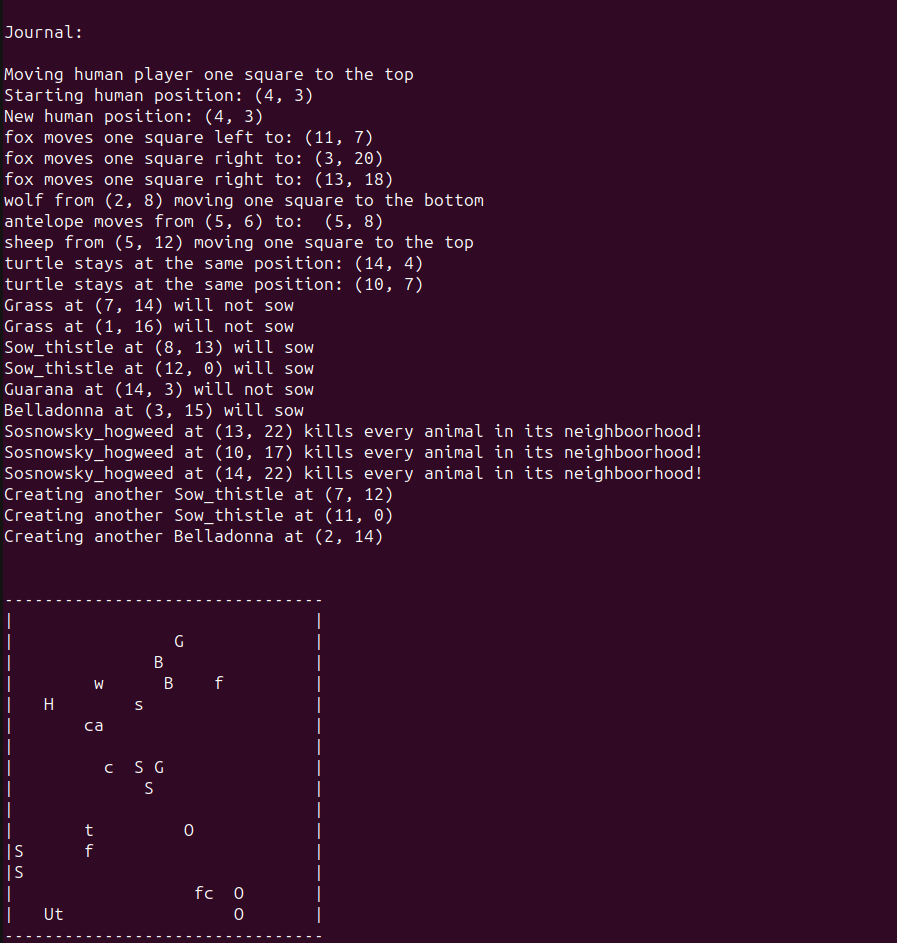 Journal:

Moving human player one square to the top
Starting human position: (4, 3)
New human position: (4, 3)
fox moves one square left to: (11, 7)
fox moves one square right to: (3, 20)
fox moves one square right to: (13, 18)
wolf from (2, 8) moving one square to the bottom
antelope moves from (5, 6) to:  (5, 8)
sheep from (5, 12) moving one square to the top
turtle stays at the same position: (14, 4)
turtle stays at the same position: (10, 7)
Grass at (7, 14) will not sow
Grass at (1, 16) will not sow
Sow_thistle at (8, 13) will sow
Sow_thistle at (12, 0) will sow
Guarana at (14, 3) will not sow
Belladonna at (3, 15) will sow
Sosnowsky_hogweed at (13, 22) kills every animal in its neighboorhood!
Sosnowsky_hogweed at (10, 17) kills every animal in its neighboorhood!
Sosnowsky_hogweed at (14, 22) kills every animal in its neighboorhood!
Creating another Sow_thistle at (7, 12)
Creating another Sow_thistle at (11, 0)
Creating another Belladonna at (2, 14)

--------------------------------
|                              |
|                G             |
|              B               |
|        w      B    f         |
|   H        s                 |
|       ca                     |
|                              |
|         c  S G               |
|             S                |
|                              |
|       t         O            |
|S      f                      |
|S                             |
|                  fc  O       |
|   Ut                 O       |
--------------------------------